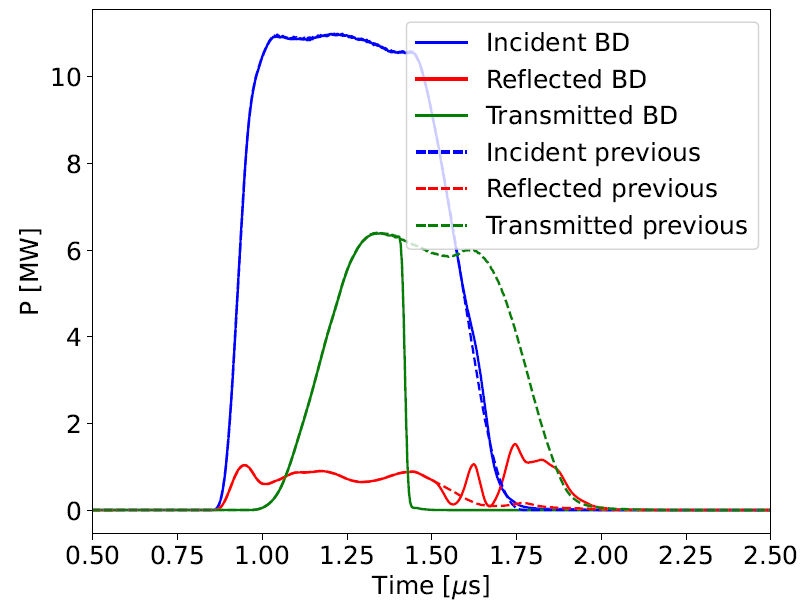 Incident BD
Reflected BD
Transmitted BD
Incident previous
Reflected previous
Transmitted previous
P [MW]
10
8
6
4
2
0
0.50 0.75 1.00 1.25 1.50 1.75 2.00 2.25 2.50
Time [μs]